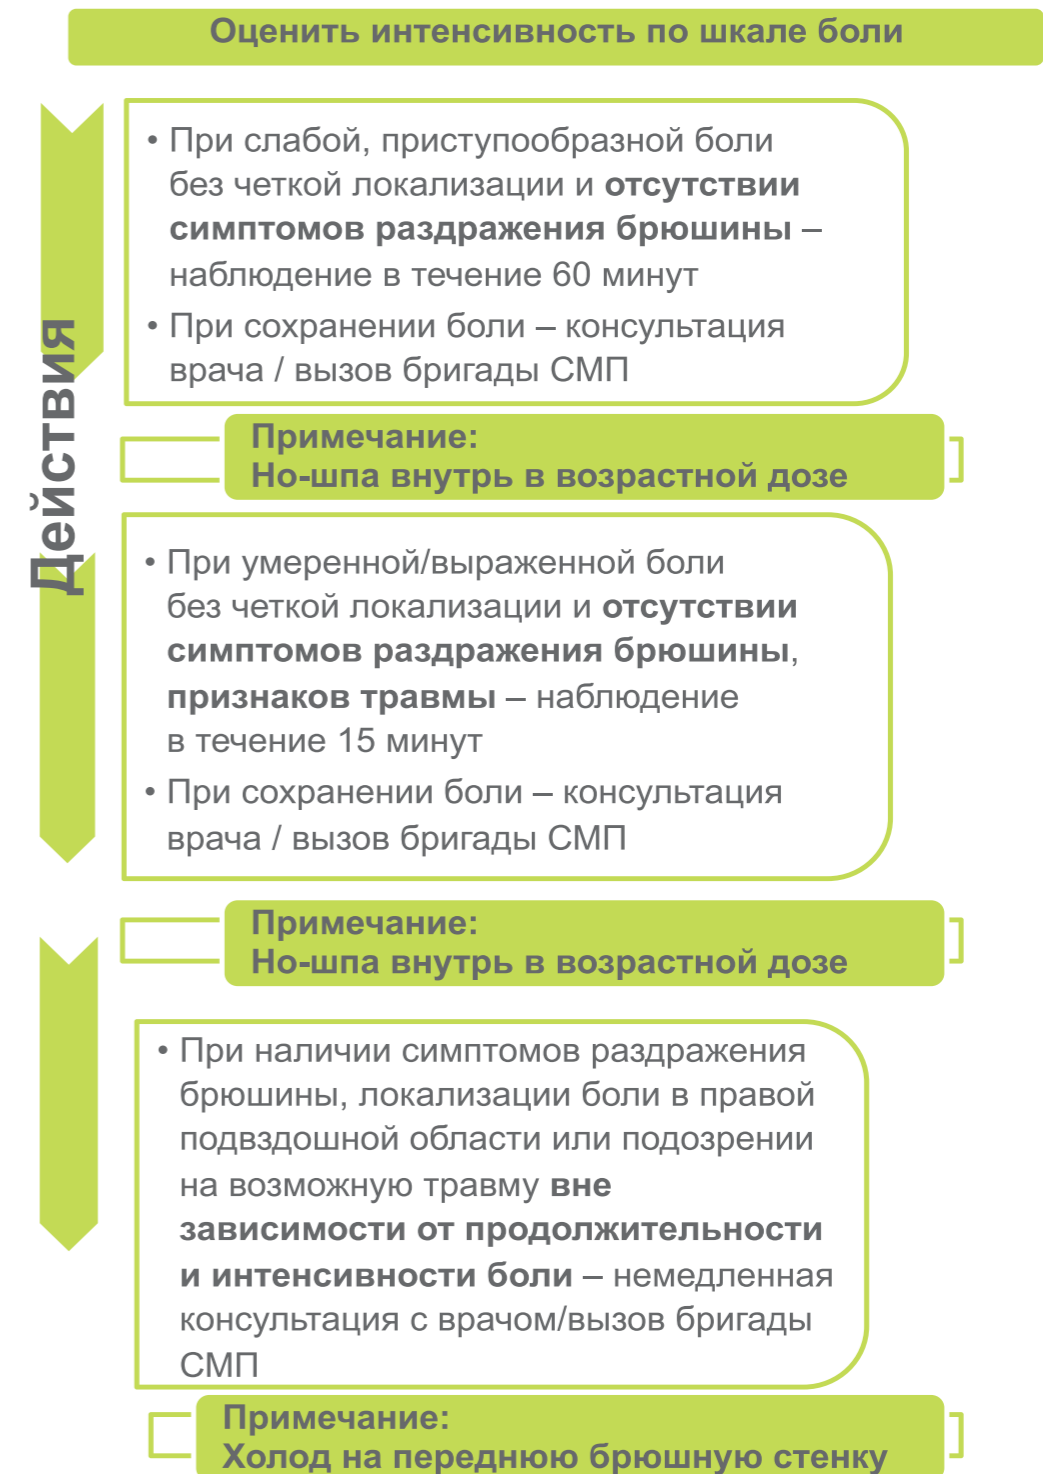 Оценить интенсивность по шкале боли
Действия
• При слабой, приступообразной боли
без четкой локализации и отсутствии
симптомов раздражения брюшины –
наблюдение в течение 60 минут
• При сохранении боли – консультация
врача / вызов бригады СМП
Примечание:
Но-шпа внутрь в возрастной дозе
• При умеренной/выраженной боли
без четкой локализации и отсутствии
симптомов раздражения брюшины,
признаков травмы – наблюдение
в течение 15 минут
• При сохранении боли – консультация
врача / вызов бригады СМП
Примечание:
Но-шпа внутрь в возрастной дозе
• При наличии симптомов раздражения
брюшины, локализации боли в правой
подвздошной области или подозрении
на возможную травму вне
зависимости от продолжительности
и интенсивности боли – немедленная
консультация с врачом/вызов бригады
СМП
Примечание:
Холод на переднюю брюшную стенку